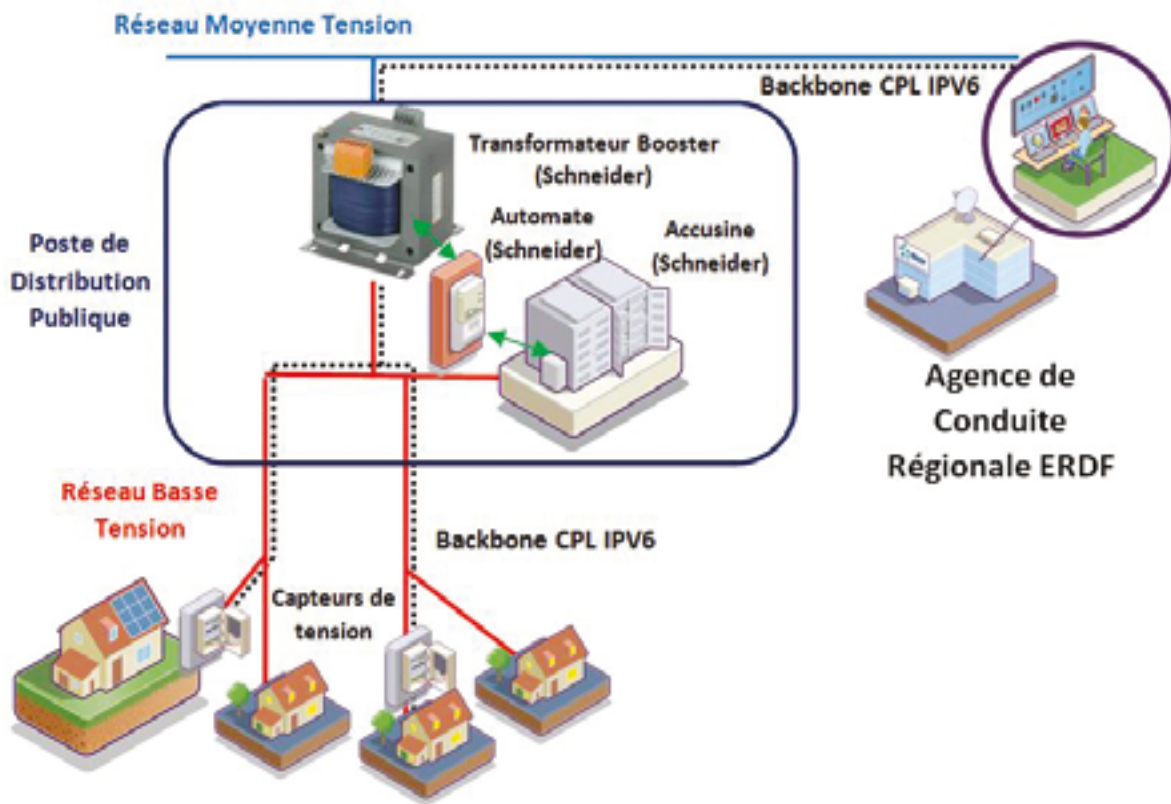 Réseau Moyenne Tension
Backbone CPL IPV6
Transformateur Booster
(Schneider)
Automate
(Schneider)
Accusine
(Schneider)
Poste de
Distribution
Publique
Agence de
Conduite
Régionale ERDF
Réseau Basse
Tension
Backbone CPL IPV6
Capteurs de
tension